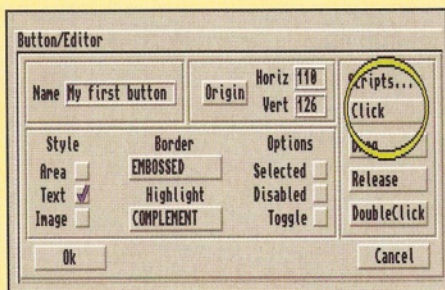 Button/Editor
Name My first button
Origin
Horiz 110
Vert 126
Scripts...
Click
Release
DoubleClick
Style
Area
Text
Image
Border
EMBOSSED
Highlight
COMPLEMENT
Options
Selected
Disabled
Toggle
Ok
Cancel